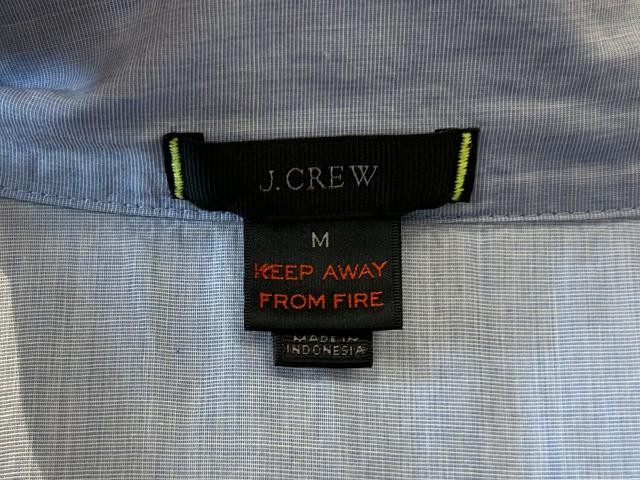 J.CREW
M
KEEP AWAY
FROM FIRE
MADE IN
INDONESIA